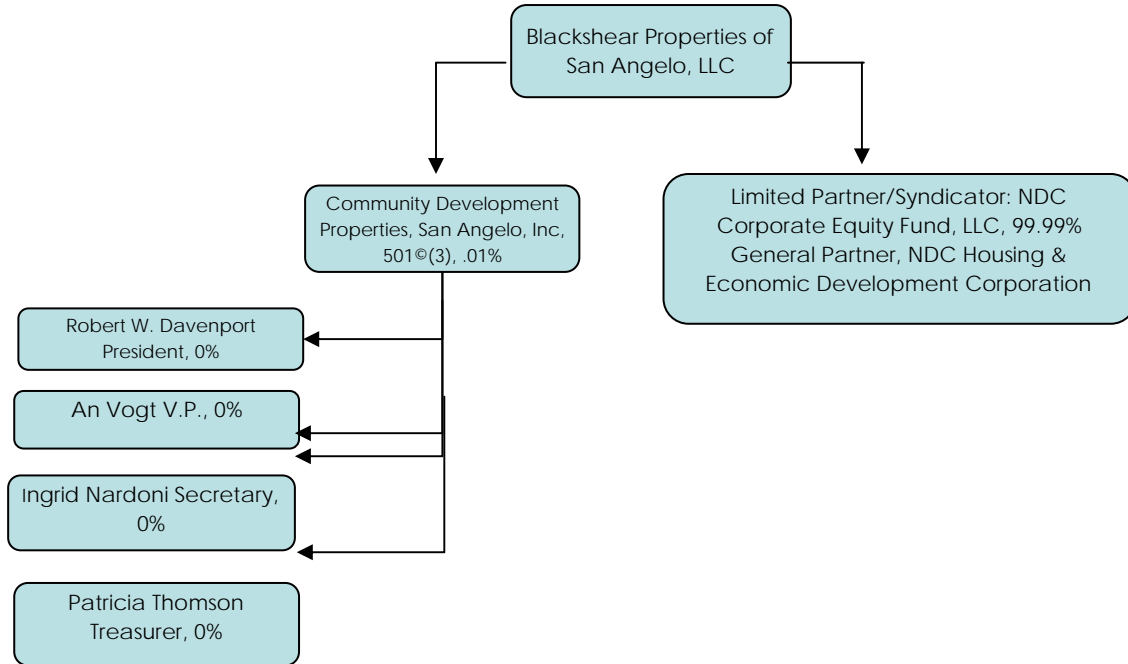 Blackshear Properties of
San Angelo, LLC
Community Development
Properties, San Angelo, Inc,
501©(3), .01%
Limited Partner/Syndicator: NDC
Corporate Equity Fund, LLC, 99.99%
General Partner, NDC Housing &
Economic Development Corporation
Robert W. Davenport
President, 0%
An Vogt V.P., 0%
Ingrid Nardoni Secretary,
0%
Patricia Thomson
Treasurer, 0%